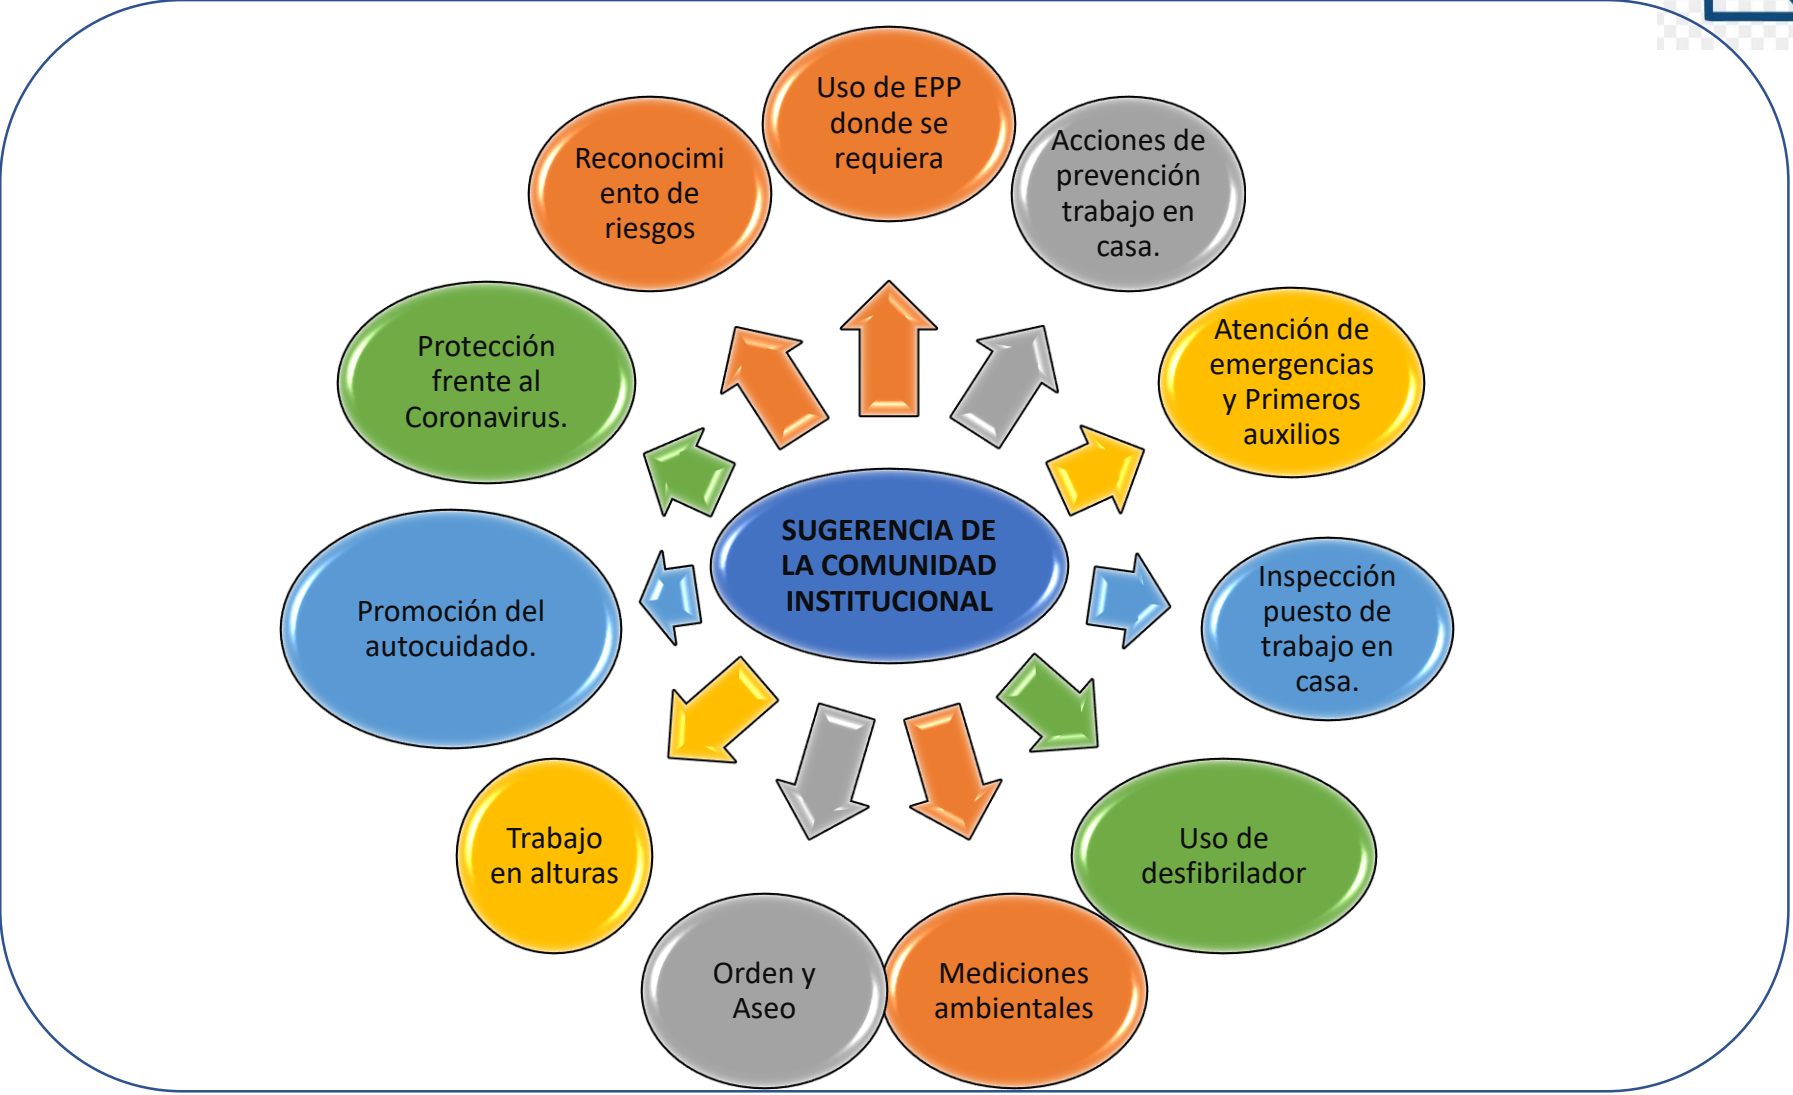 Uso de EPP
donde se
requiera
Acciones de
prevención
trabajo en
casa.
Atención de
emergencias
y Primeros
auxilios
Inspección
puesto de
trabajo en
casa.
Uso de
desfibrilador
Mediciones
ambientales
Orden y
Aseo
Trabajo
en alturas
Promoción del
autocuidado.
Protección
frente al
Coronavirus.
Reconocimi
ento de
riesgos
SUGERENCIA DE
LA COMUNIDAD
INSTITUCIONAL